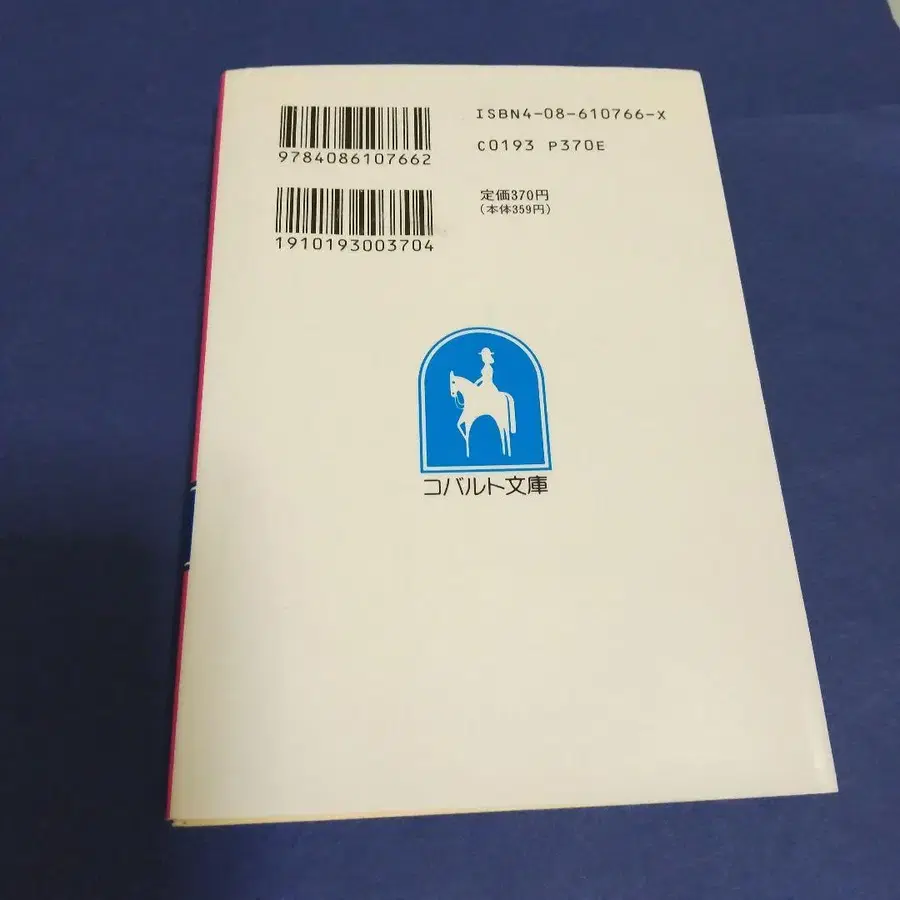 ISBN4-08-610766-X
9784086107662
C0193 P370E
定価370円
(本体359円)
1910193003704
コバルト文庫